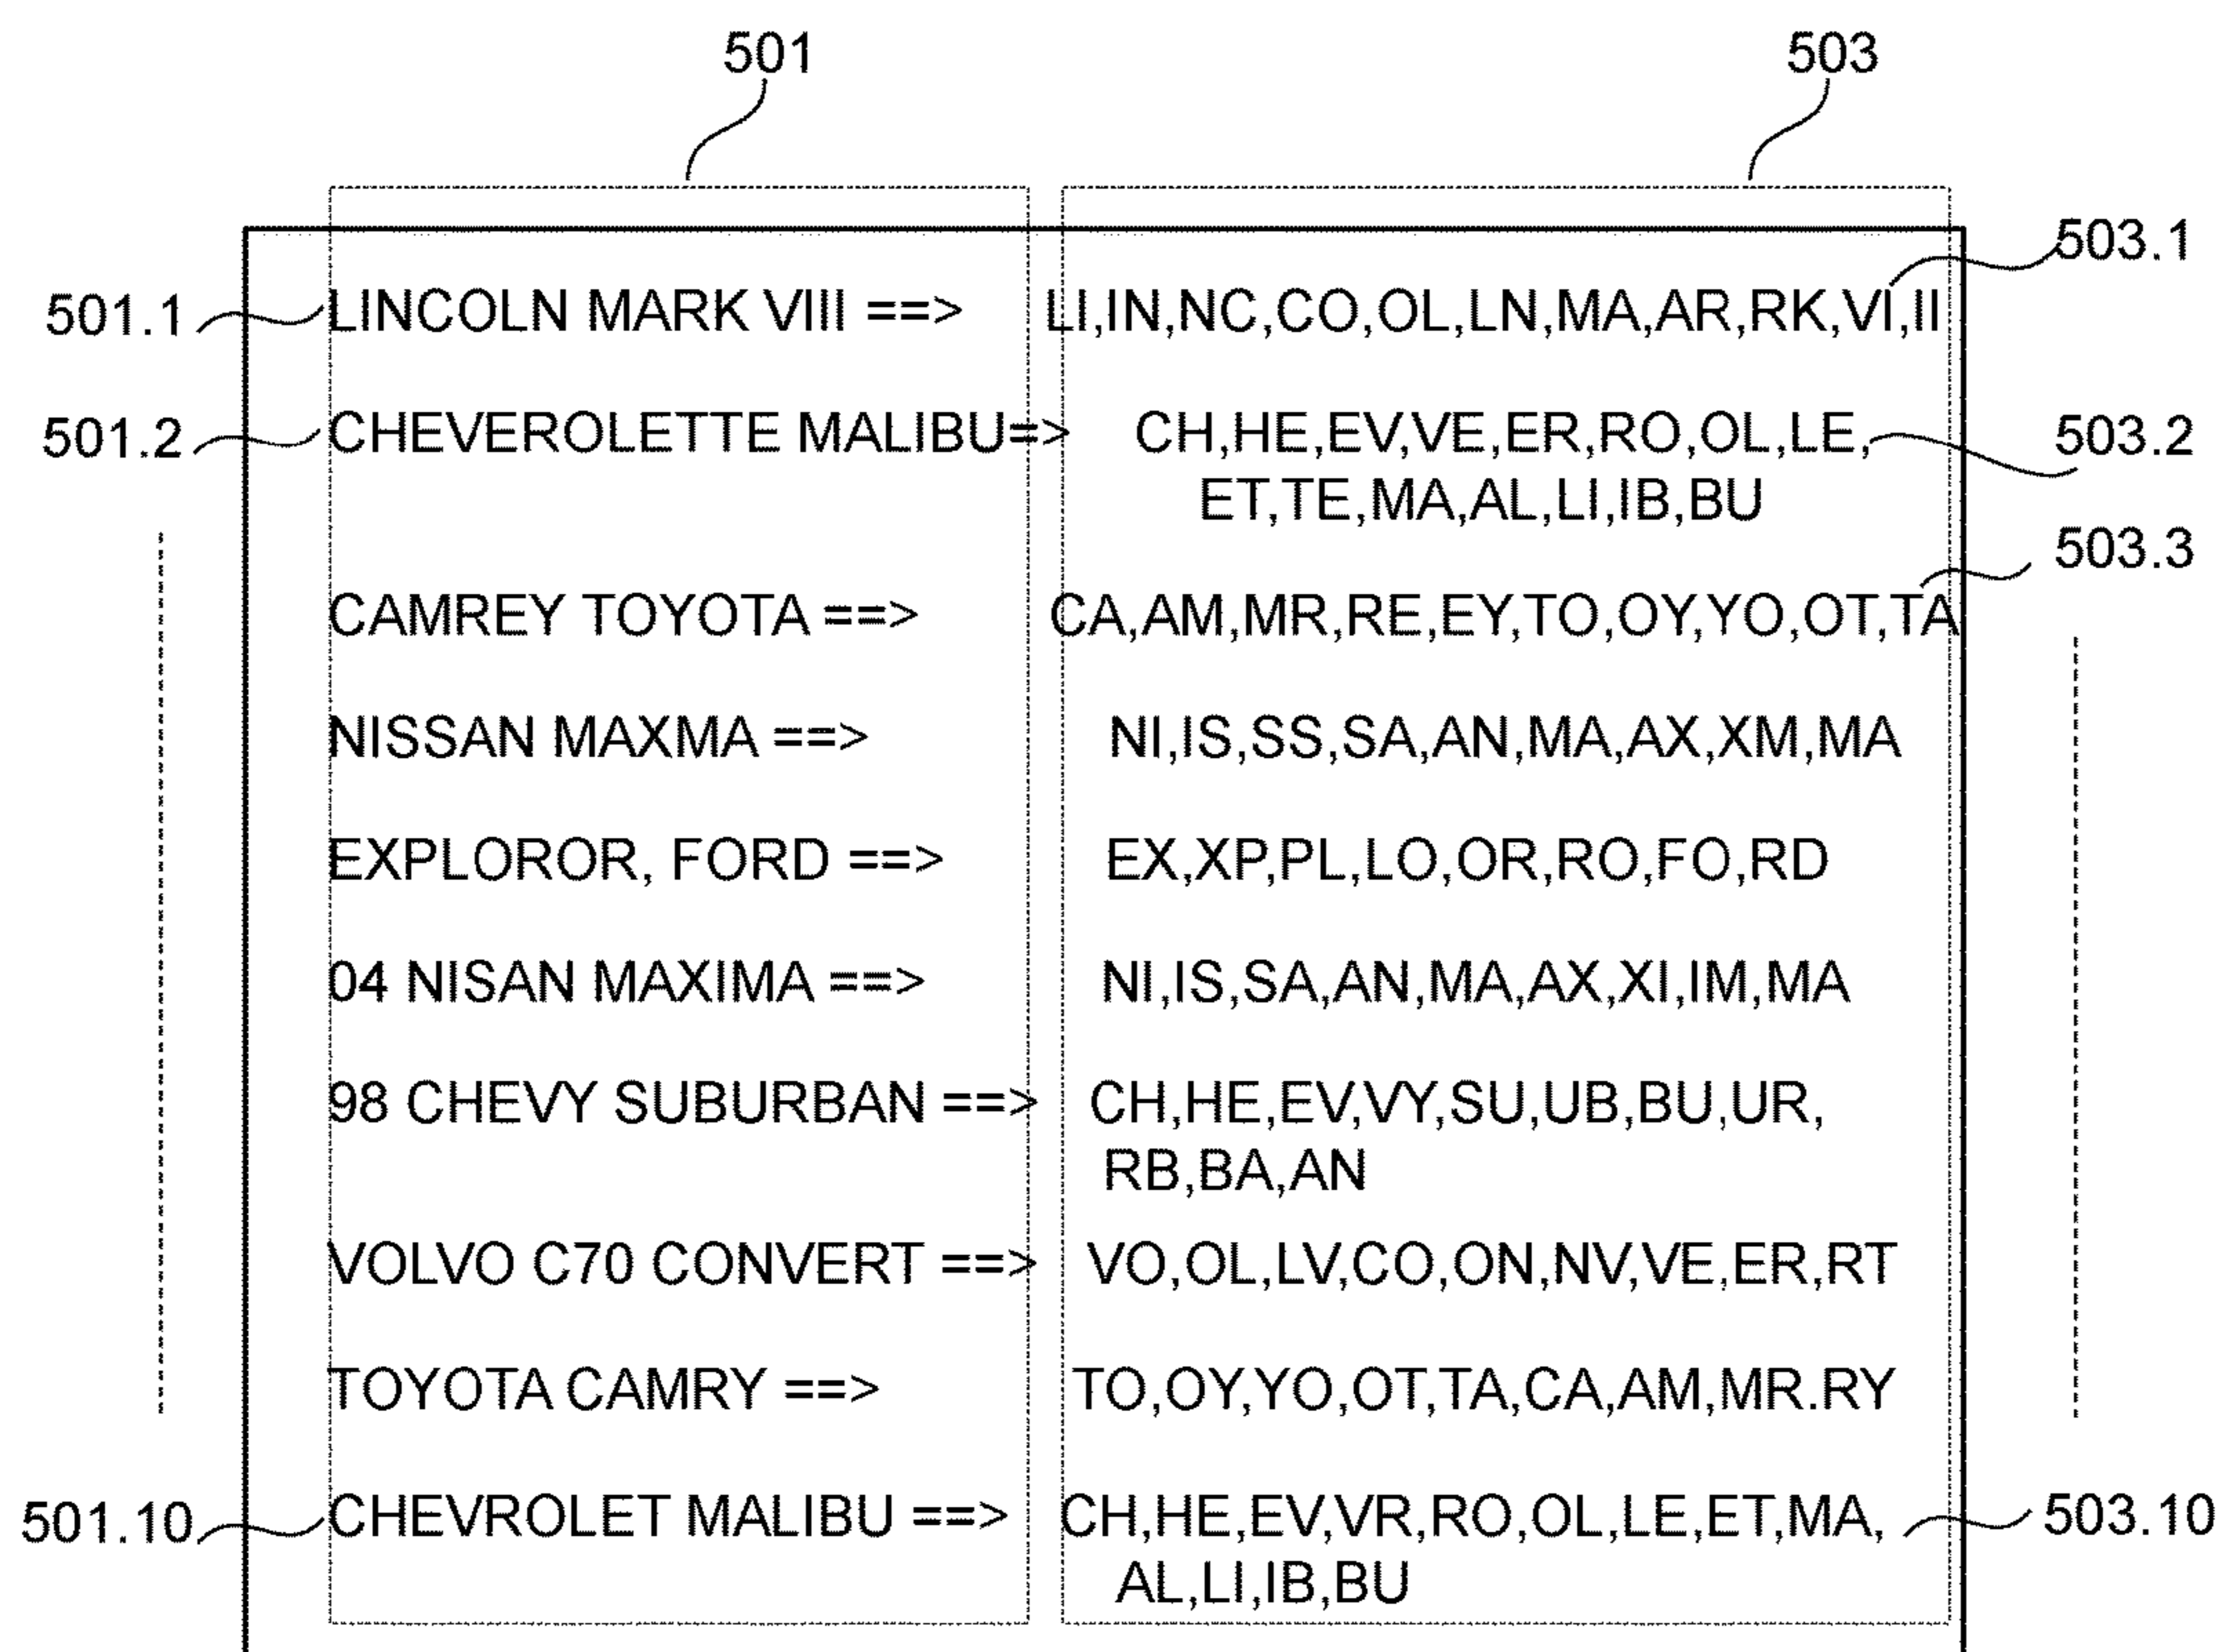 501 503
503.1
501.1 LINCOLN MARK VIII ==> LI,IN,NC,CO,OL,LN,MA,AR,RK,VI,II
501.2 CHEVEROLETTE MALIBU=> CH,HE,EV,VE,ER,RO,OL,LE, 503.2
ET,TE,MA,AL,LI,IB,BU
503.3
CAMREY TOYOTA ==> CA,AM,MR,RE,EY,TO,OY,YO,OT,TA
NISSAN MAXMA ==> NI,IS,SS,SA,AN,MA,AX,XM,MA
EXPLOROR, FORD ==> EX,XP,PL,LO,OR,RO,FO,RD
04 NISAN MAXIMA ==> NI,IS,SA,AN,MA,AX,XI,IM,MA
98 CHEVY SUBURBAN ==> CH,HE,EV,VY,SU,UB,BU,UR,
RB,BA,AN
VOLVO C70 CONVERT ==> VO,OL,LV,CO,ON,NV,VE,ER,RT
TOYOTA CAMRY ==> TO,OY,YO,OT,TA,CA,AM,MR.RY
501.10 CHEVROLET MALIBU ==> CH,HE,EV,VR,RO,OL,LE,ET,MA, 503.10
AL,LI,IB,BU